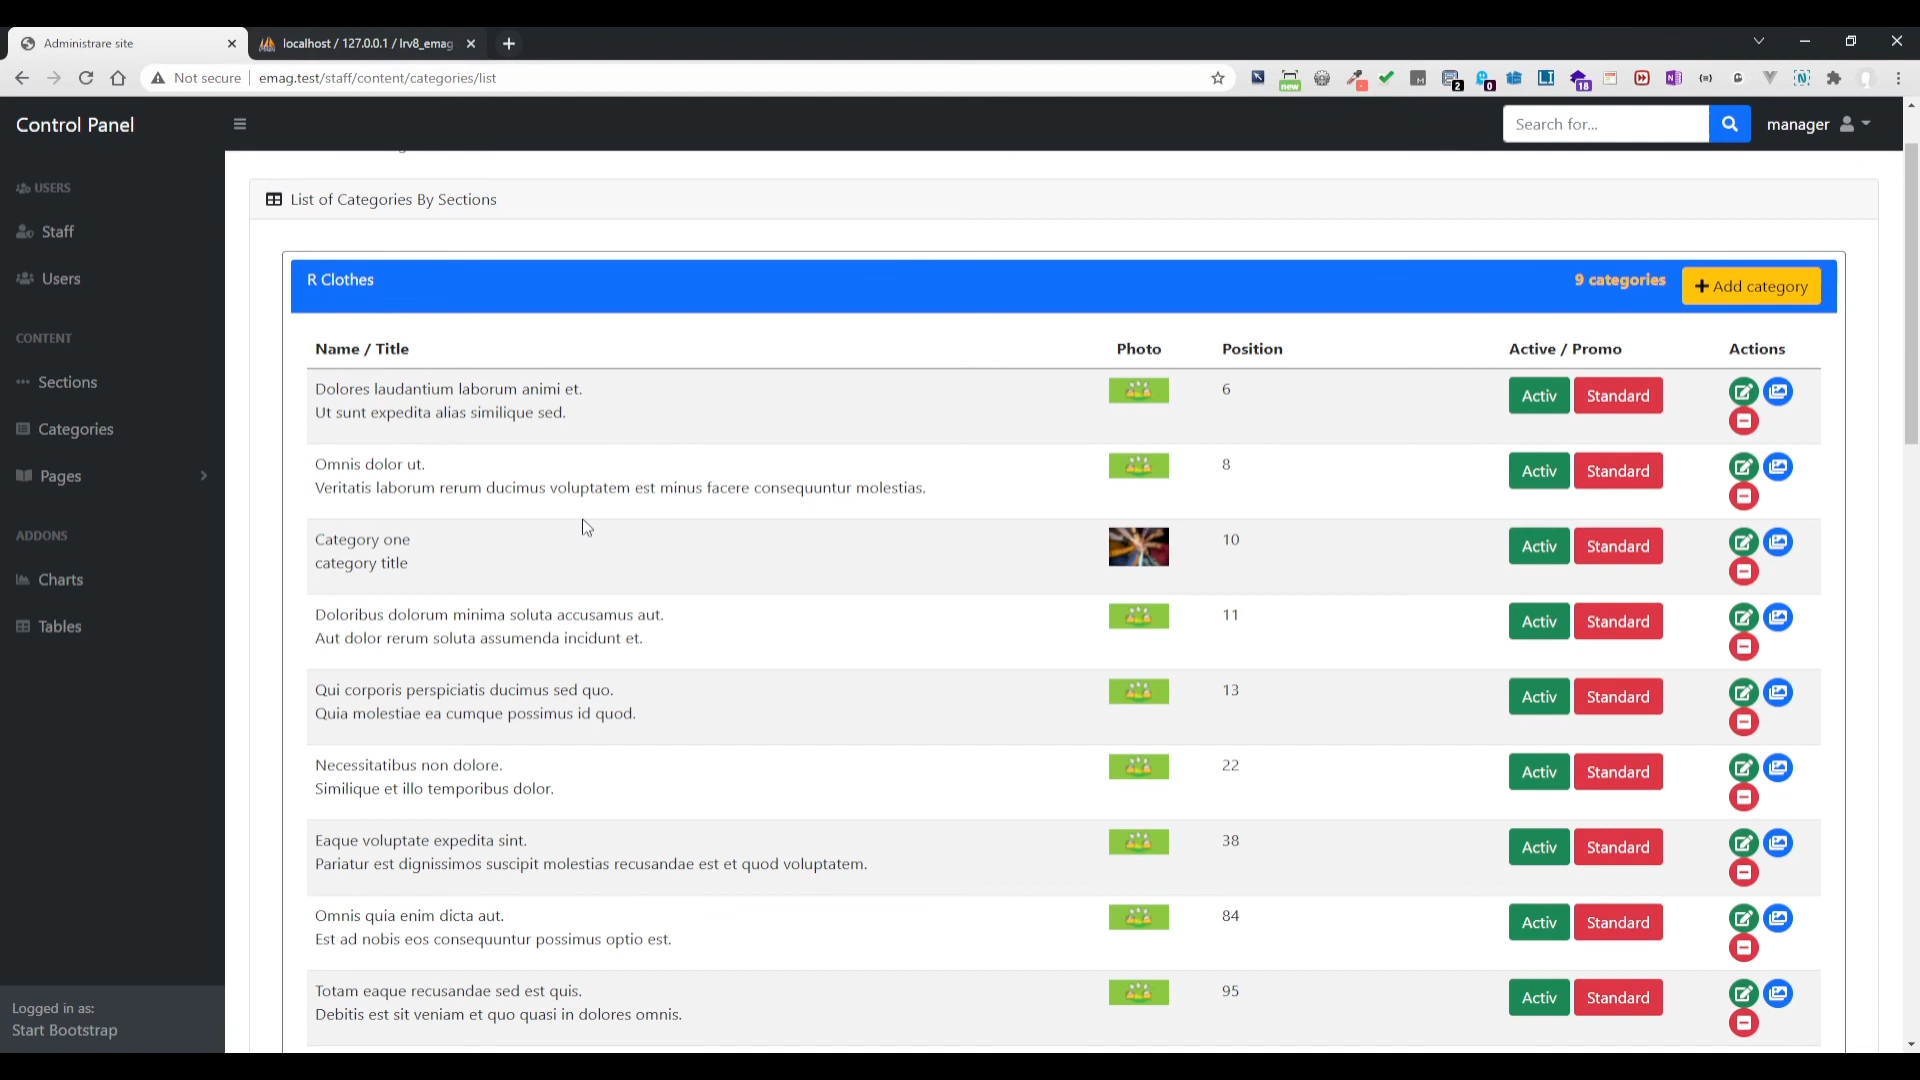 Administrare site
localhost / 127.0.0.1 / lrv8_emag
Not secure emag.test/staff/content/categories/list
new
2
0
18
Control Panel
Search for...
manager
USERS
Staff
Users
CONTENT
Sections
Categories
Pages
ADDONS
Charts
Tables
Logged in as:
Start Bootstrap
List of Categories By Sections
R Clothes
9 categories
Add category
Name / Title Photo Position Active / Promo Actions
Dolores laudantium laborum animi et. 6 Activ Standard
Ut sunt expedita alias similique sed.
Omnis dolor ut. 8 Activ Standard
Veritatis laborum rerum ducimus voluptatem est minus facere consequuntur molestias.
Category one 10 Activ Standard
category title
Doloribus dolorum minima soluta accusamus aut. 11 Activ Standard
Aut dolor rerum soluta assumenda incidunt et.
Qui corporis perspiciatis ducimus sed quo. 13 Activ Standard
Quia molestiae ea cumque possimus id quod.
Necessitatibus non dolore. 22 Activ Standard
Similique et illo temporibus dolor.
Eaque voluptate expedita sint. 38 Activ Standard
Pariatur est dignissimos suscipit molestias recusandae est et quod voluptatem.
Omnis quia enim dicta aut. 84 Activ Standard
Est ad nobis eos consequuntur possimus optio est.
Totam eaque recusandae sed est quis. 95 Activ Standard
Debitis est sit veniam et quo quasi in dolores omnis.